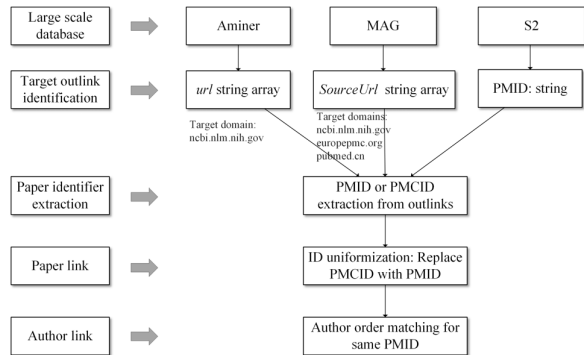 Large scale
database
Aminer
MAG
S2
Target outlink
identification
url string array
SourceUrl string array
PMID: string
Target domain:
ncbi.nlm.nih.gov
Target domains:
ncbi.nlm.nih.gov
europepmc.org
pubmed.cn
Paper identifier
extraction
PMID or PMCID
extraction from outlinks
Paper link
ID uniformization: Replace
PMCID with PMID
Author link
Author order matching for
same PMID